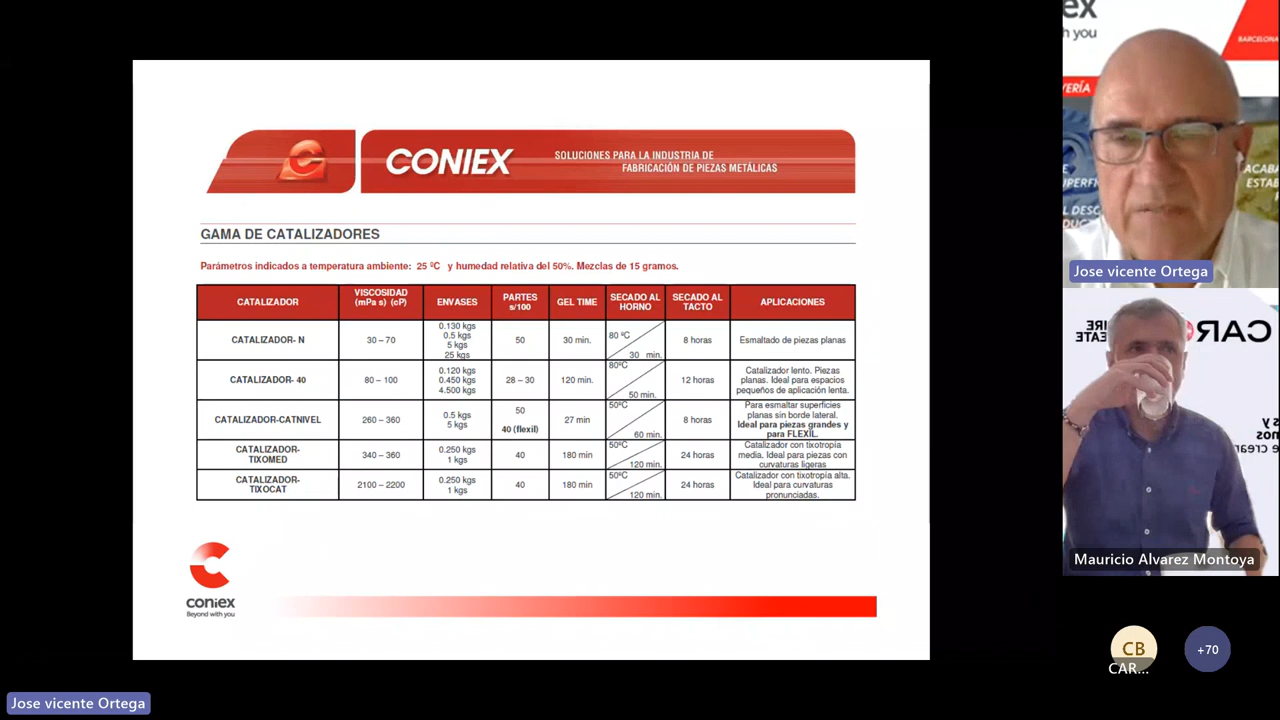 CONIEX
SOLUCIONES PARA LA INDUSTRIA DE
FABRICACIÓN DE PIEZAS METÁLICAS
GAMA DE CATALIZADORES
Parámetros indicados a temperatura ambiente: 25 ºC y humedad relativa del 50%. Mezclas de 15 gramos.
CATALIZADOR
VISCOSIDAD
(mPa s) (cP)
ENVASES
PARTES
s/100
GEL TIME
SECADO AL
HORNO
SECADO AL
TACTO
APLICACIONES
CATALIZADOR- N
30 – 70
0.130 kgs
0.5 kgs
5 kgs
25 kgs
50
30 min.
80 ºC
30 min.
8 horas
Esmaltado de piezas planas
CATALIZADOR- 40
80 – 100
0.120 kgs
0.450 kgs
4.500 kgs
28 – 30
120 min.
80ºC
50 min.
12 horas
Catalizador lento. Piezas
planas. Ideal para espacios
pequeños de aplicación lenta.
CATALIZADOR-CATNIVEL
260 – 360
0.5 kgs
5 kgs
50
40 (flexil)
27 min
50ºC
60 min.
8 horas
Para esmaltar superficies
planas sin borde lateral.
Ideal para piezas grandes y
para FLEXIL.
CATALIZADOR-
TIXOMED
340 – 360
0.250 kgs
1 kgs
40
180 min
50ºC
120 min.
24 horas
Catalizador con tixotropía
media. Ideal para piezas con
curvaturas ligeras
CATALIZADOR-
TIXOCAT
2100 – 2200
0.250 kgs
1 kgs
40
180 min
50ºC
120 min.
24 horas
Catalizador con tixotropía alta.
Ideal para curvaturas
pronunciadas.
coniex
Beyond with you
Jose vicente Ortega
ex
h you
BARCELONA
ACABA
ESTAB
Jose vicente Ortega
CAR
Mauricio Alvarez Montoya
CB
CAR...
+70